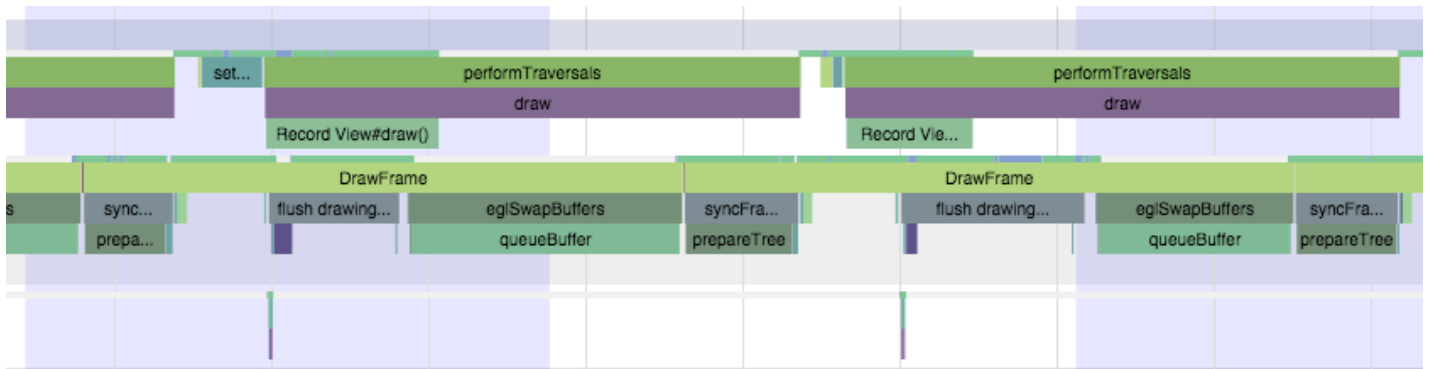 set... performTraversals performTraversals
draw draw
Record View#draw() Record Vie...
DrawFrame DrawFrame
s sync... flush drawing... eglSwapBuffers syncFra... flush drawing... eglSwapBuffers syncFra...
prepa... queueBuffer prepareTree queueBuffer prepareTree